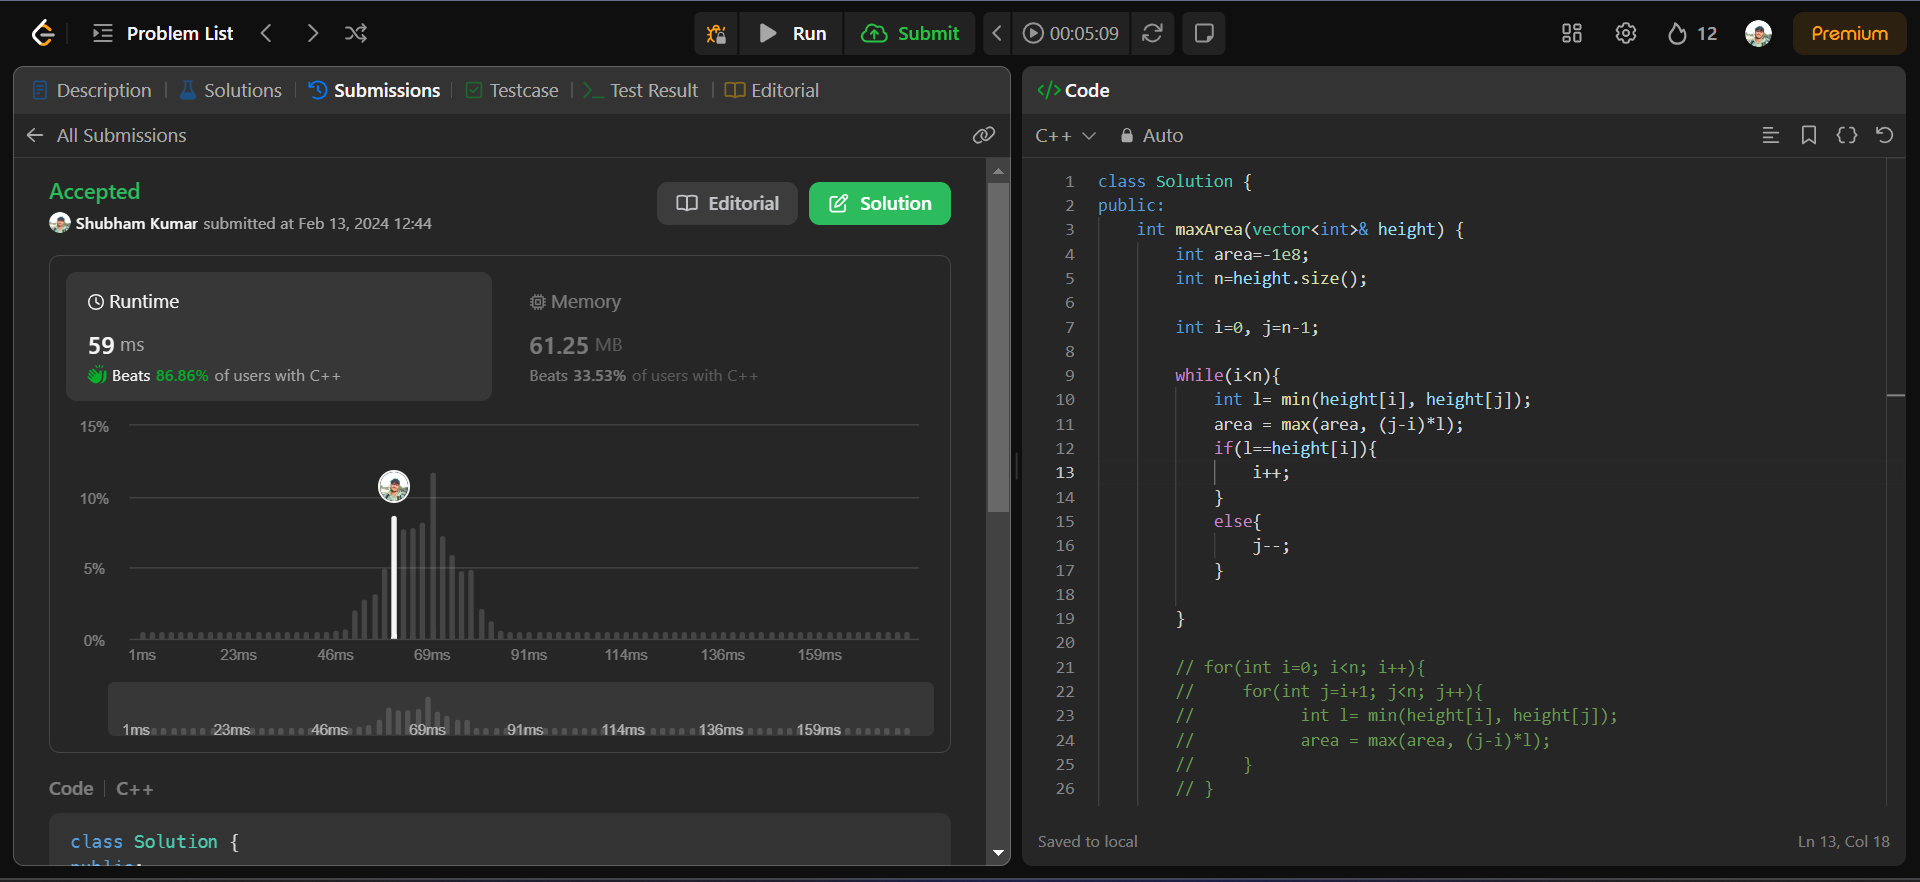 Problem List
Run
Submit
00:05:09
12
Premium
Description
Solutions
Submissions
Testcase
Test Result
Editorial
All Submissions
Accepted
Shubham Kumar submitted at Feb 13, 2024 12:44
Editorial
Solution
Runtime
59 ms
Beats 86.86% of users with C++
Memory
61.25 MB
Beats 33.53% of users with C++
15%
10%
5%
0%
1ms 23ms 46ms 69ms 91ms 114ms 136ms 159ms
1ms 23ms 46ms 69ms 91ms 114ms 136ms 159ms
Code C++
class Solution {
public:
</> Code
C++ Auto
1 class Solution {
2 public:
3 int maxArea(vector<int>& height) {
4 int area=-1e8;
5 int n=height.size();
6
7 int i=0, j=n-1;
8
9 while(i<n){
10 int l= min(height[i], height[j]);
11 area = max(area, (j-i)*l);
12 if(l==height[i]){
13 i++;
14 }
15 else{
16 j--;
17 }
18
19 }
20
21 // for(int i=0; i<n; i++){
22 // for(int j=i+1; j<n; j++){
23 // int l= min(height[i], height[j]);
24 // area = max(area, (j-i)*l);
25 // }
26 // }
Saved to local
Ln 13, Col 18